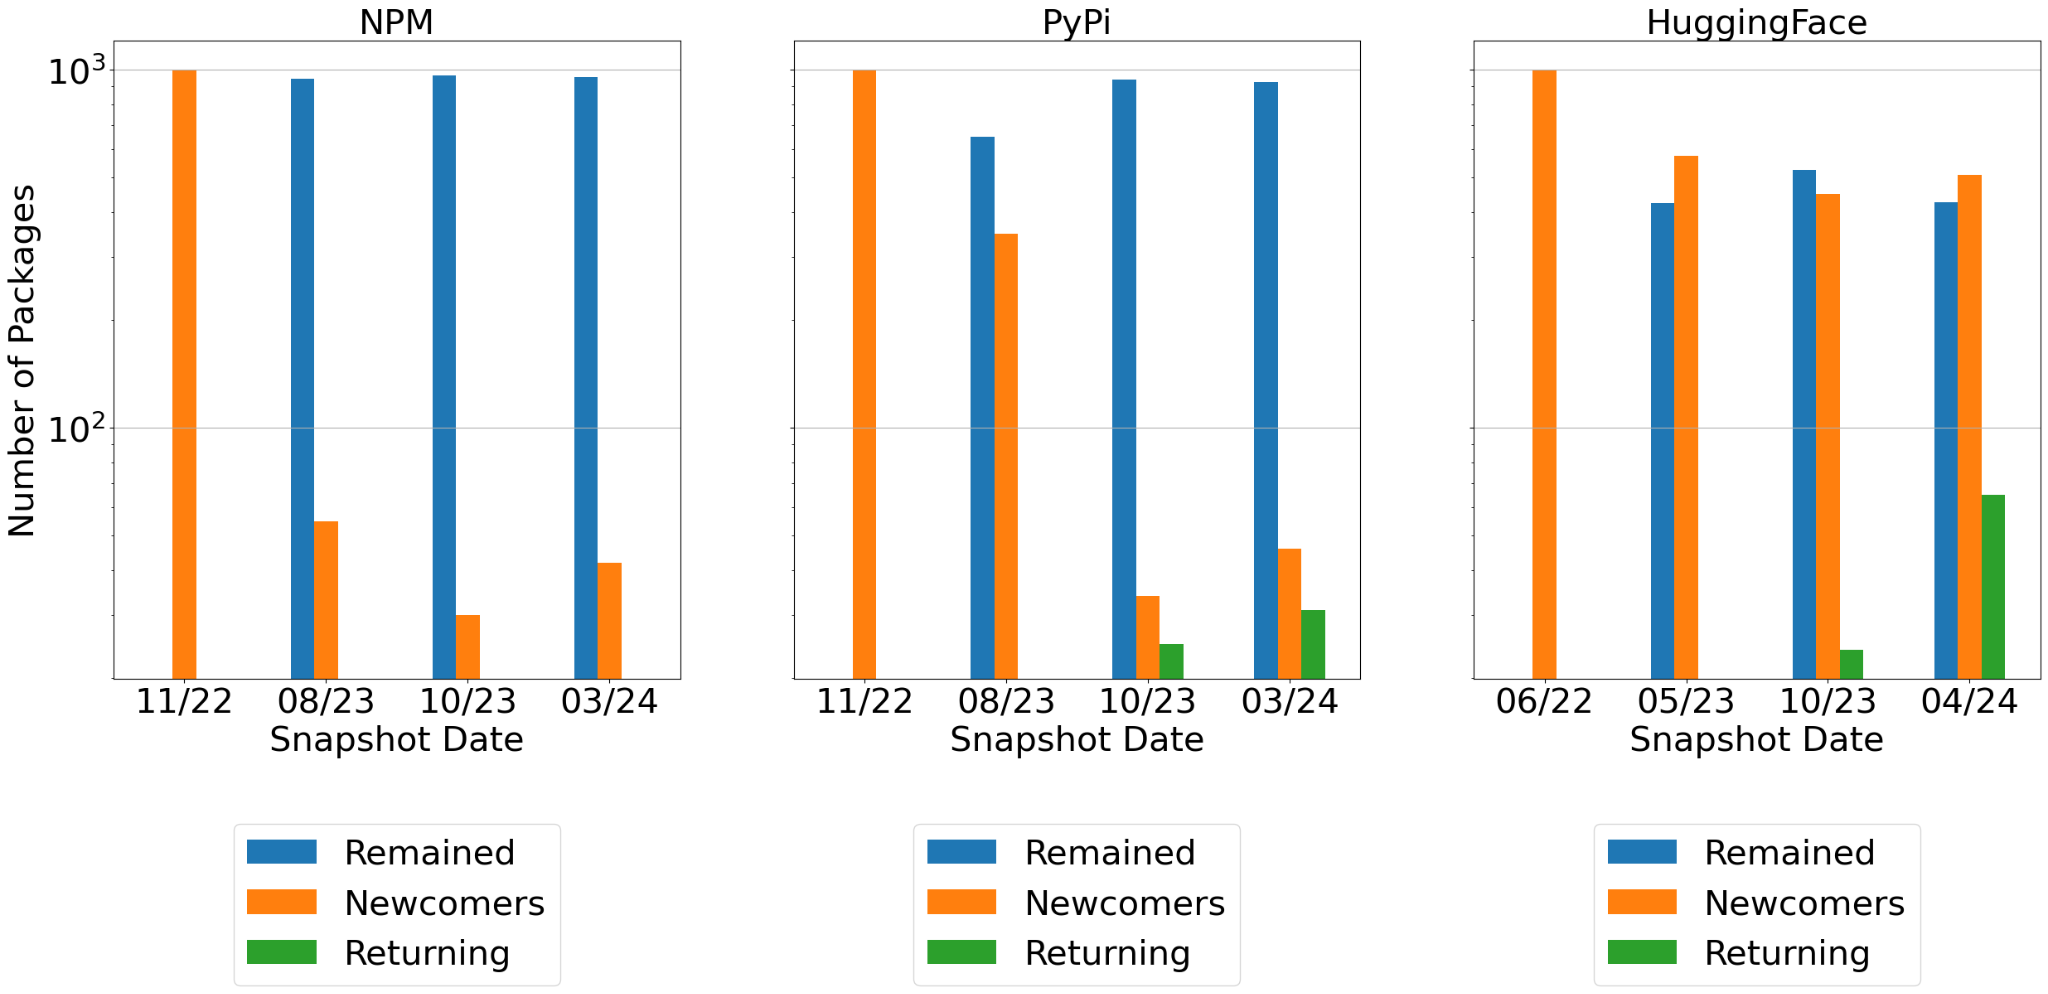 NPM
PyPi
HuggingFace
Number of Packages
10³
10²
11/22 08/23 10/23 03/24
Snapshot Date
11/22 08/23 10/23 03/24
Snapshot Date
06/22 05/23 10/23 04/24
Snapshot Date
Remained
Newcomers
Returning
Remained
Newcomers
Returning
Remained
Newcomers
Returning